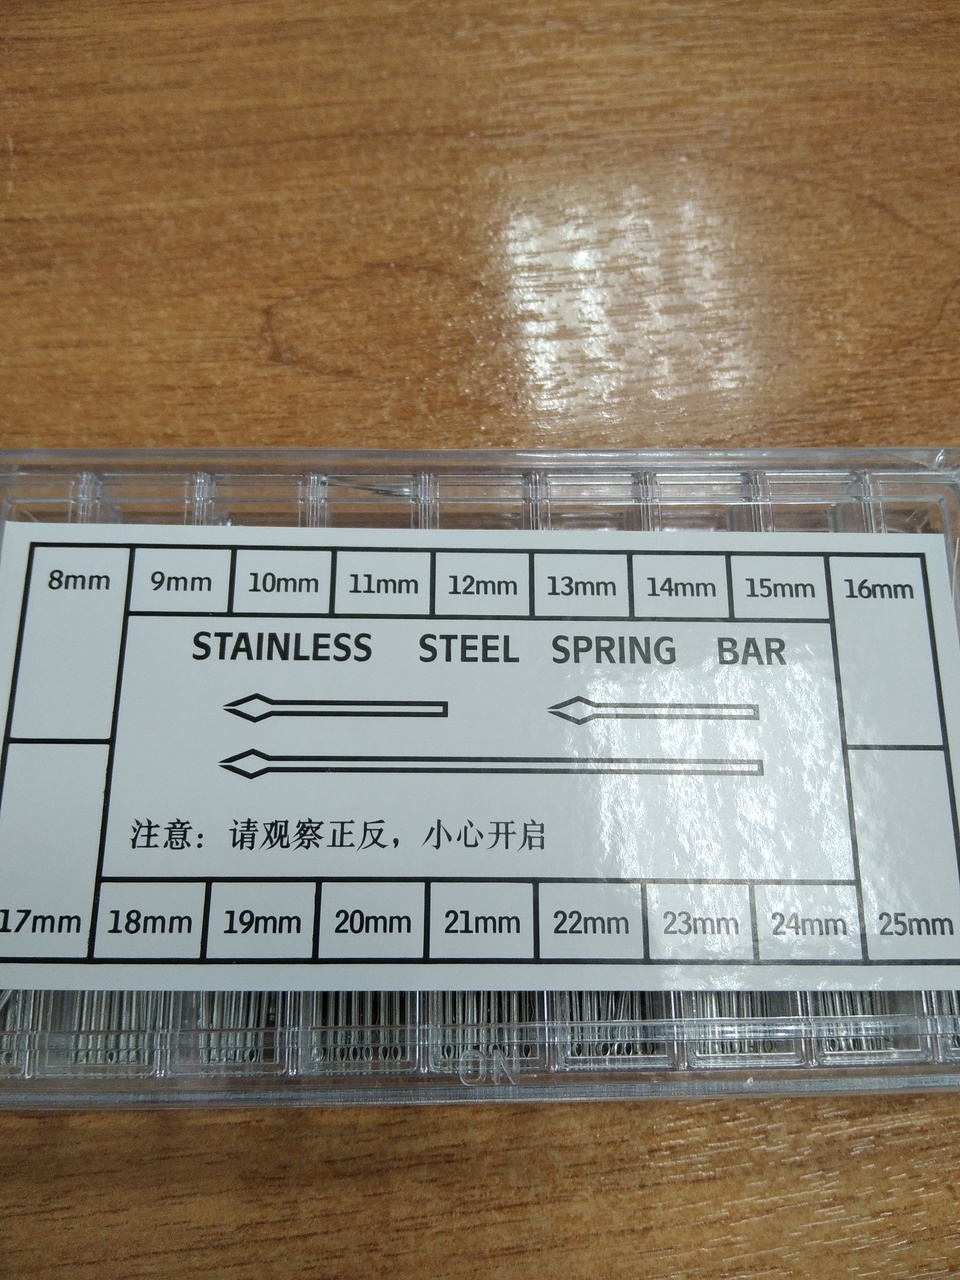 8mm 9mm 10mm 11mm 12mm 13mm 14mm 15mm 16mm
STAINLESS STEEL SPRING BAR
注意：请观察正反，小心开启
17mm 18mm 19mm 20mm 21mm 22mm 23mm 24mm 25mm
ON